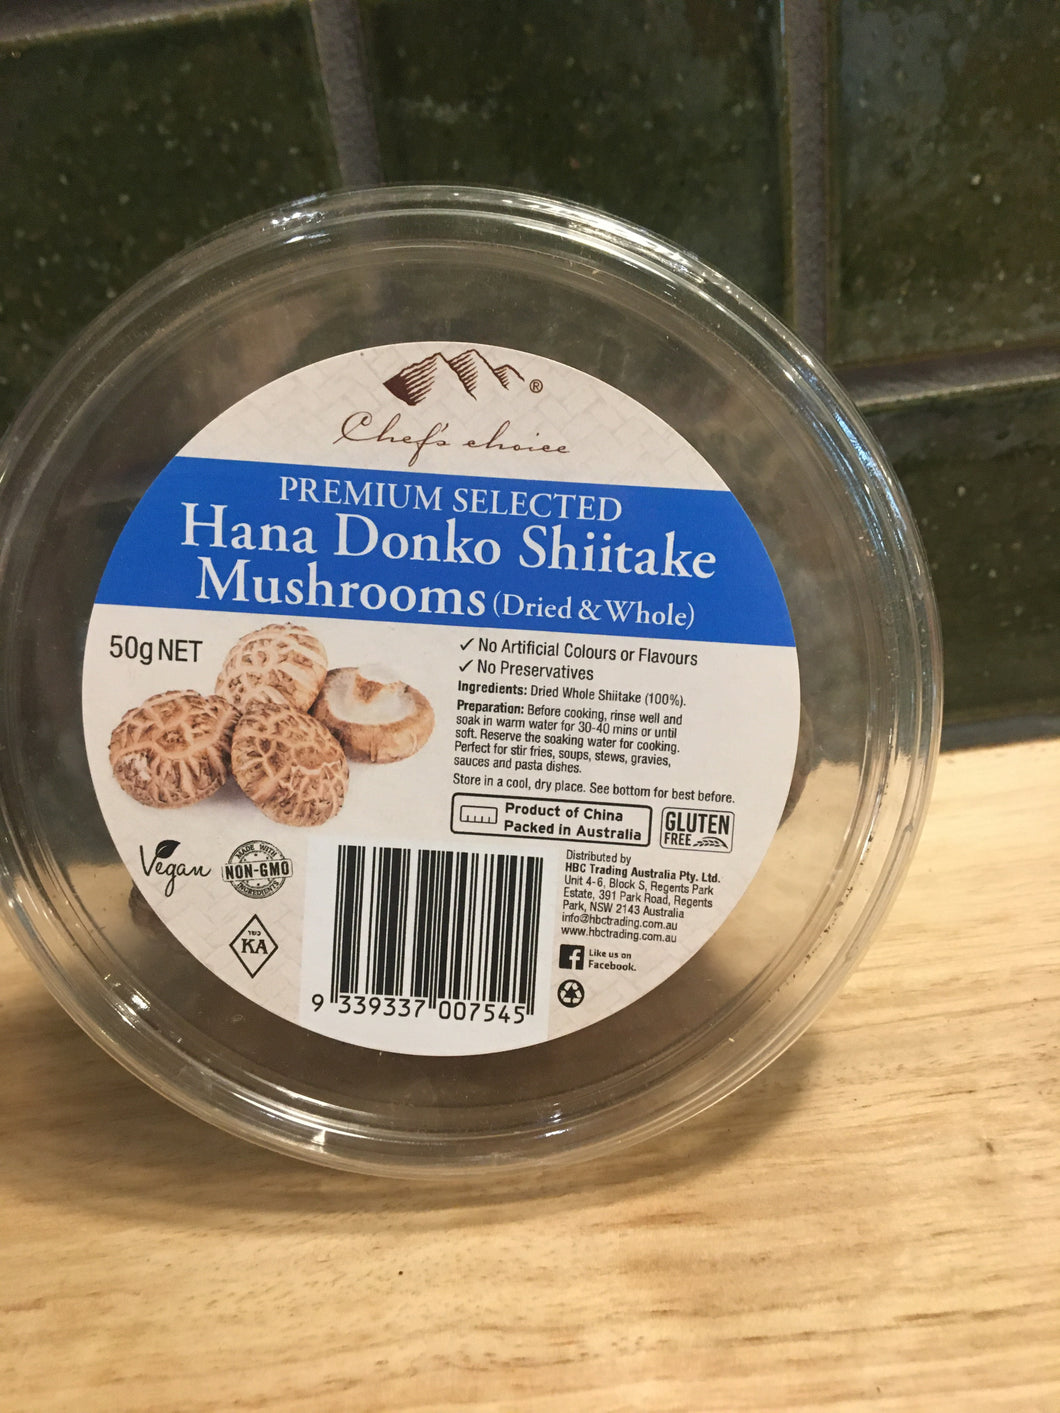 ®
Chef's choice
PREMIUM SELECTED
Hana Donko Shiitake
Mushrooms (Dried & Whole)
50g NET
✓ No Artificial Colours or Flavours
✓ No Preservatives
Ingredients: Dried Whole Shiitake (100%).
Preparation: Before cooking, rinse well and
soak in warm water for 30-40 mins or until
soft. Reserve the soaking water for cooking.
Perfect for stir fries, soups, stews, gravies,
sauces and pasta dishes.
Store in a cool, dry place. See bottom for best before.
Product of China
Packed in Australia
GLUTEN
FREE
Vegan
MADE WITH
NON-GMO
INGREDIENTS
כשר
KA
9 339337 007545
Distributed by
HBC Trading Australia Pty. Ltd.
Unit 4-6, Block S, Regents Park
Estate, 391 Park Road, Regents
Park, NSW 2143 Australia
info@hbctrading.com.au
www.hbctrading.com.au
f
Like us on
Facebook.